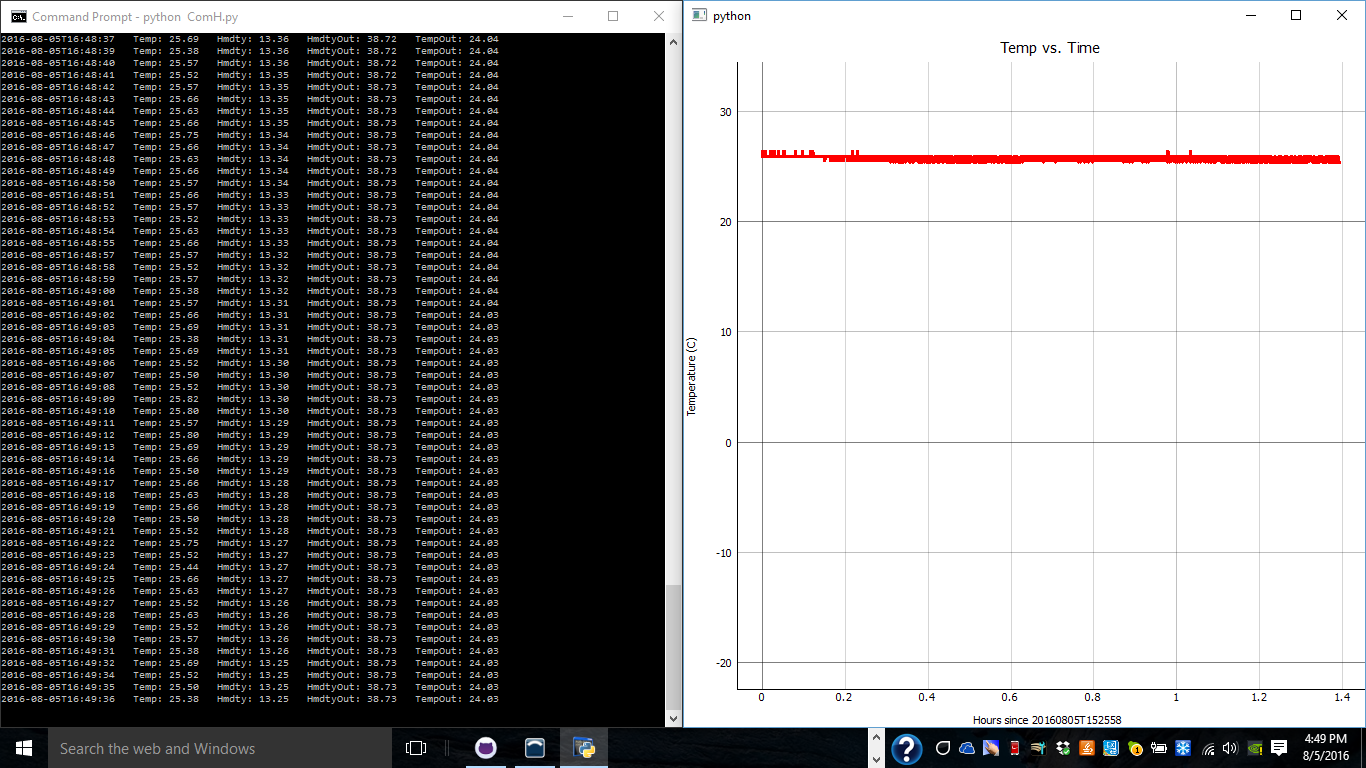 Command Prompt - python  ComH.py
2016-08-05T16:48:37   Temp: 25.69   Hmdty: 13.36   HmdtyOut: 38.72   TempOut: 24.04
2016-08-05T16:48:39   Temp: 25.38   Hmdty: 13.36   HmdtyOut: 38.72   TempOut: 24.04
2016-08-05T16:48:40   Temp: 25.57   Hmdty: 13.36   HmdtyOut: 38.72   TempOut: 24.04
2016-08-05T16:48:41   Temp: 25.52   Hmdty: 13.35   HmdtyOut: 38.72   TempOut: 24.04
2016-08-05T16:48:42   Temp: 25.57   Hmdty: 13.35   HmdtyOut: 38.73   TempOut: 24.04
2016-08-05T16:48:43   Temp: 25.66   Hmdty: 13.35   HmdtyOut: 38.73   TempOut: 24.04
2016-08-05T16:48:44   Temp: 25.63   Hmdty: 13.35   HmdtyOut: 38.73   TempOut: 24.04
2016-08-05T16:48:45   Temp: 25.66   Hmdty: 13.35   HmdtyOut: 38.73   TempOut: 24.04
2016-08-05T16:48:46   Temp: 25.75   Hmdty: 13.34   HmdtyOut: 38.73   TempOut: 24.04
2016-08-05T16:48:47   Temp: 25.66   Hmdty: 13.34   HmdtyOut: 38.73   TempOut: 24.04
2016-08-05T16:48:48   Temp: 25.63   Hmdty: 13.34   HmdtyOut: 38.73   TempOut: 24.04
2016-08-05T16:48:49   Temp: 25.66   Hmdty: 13.34   HmdtyOut: 38.73   TempOut: 24.04
2016-08-05T16:48:50   Temp: 25.57   Hmdty: 13.34   HmdtyOut: 38.73   TempOut: 24.04
2016-08-05T16:48:51   Temp: 25.66   Hmdty: 13.33   HmdtyOut: 38.73   TempOut: 24.04
2016-08-05T16:48:52   Temp: 25.57   Hmdty: 13.33   HmdtyOut: 38.73   TempOut: 24.04
2016-08-05T16:48:53   Temp: 25.52   Hmdty: 13.33   HmdtyOut: 38.73   TempOut: 24.04
2016-08-05T16:48:54   Temp: 25.63   Hmdty: 13.33   HmdtyOut: 38.73   TempOut: 24.04
2016-08-05T16:48:55   Temp: 25.66   Hmdty: 13.33   HmdtyOut: 38.73   TempOut: 24.04
2016-08-05T16:48:57   Temp: 25.57   Hmdty: 13.32   HmdtyOut: 38.73   TempOut: 24.04
2016-08-05T16:48:58   Temp: 25.52   Hmdty: 13.32   HmdtyOut: 38.73   TempOut: 24.04
2016-08-05T16:48:59   Temp: 25.57   Hmdty: 13.32   HmdtyOut: 38.73   TempOut: 24.04
2016-08-05T16:49:00   Temp: 25.38   Hmdty: 13.32   HmdtyOut: 38.73   TempOut: 24.04
2016-08-05T16:49:01   Temp: 25.57   Hmdty: 13.31   HmdtyOut: 38.73   TempOut: 24.04
2016-08-05T16:49:02   Temp: 25.66   Hmdty: 13.31   HmdtyOut: 38.73   TempOut: 24.03
2016-08-05T16:49:03   Temp: 25.69   Hmdty: 13.31   HmdtyOut: 38.73   TempOut: 24.03
2016-08-05T16:49:04   Temp: 25.38   Hmdty: 13.31   HmdtyOut: 38.73   TempOut: 24.03
2016-08-05T16:49:05   Temp: 25.69   Hmdty: 13.31   HmdtyOut: 38.73   TempOut: 24.03
2016-08-05T16:49:06   Temp: 25.52   Hmdty: 13.30   HmdtyOut: 38.73   TempOut: 24.03
2016-08-05T16:49:07   Temp: 25.50   Hmdty: 13.30   HmdtyOut: 38.73   TempOut: 24.03
2016-08-05T16:49:08   Temp: 25.52   Hmdty: 13.30   HmdtyOut: 38.73   TempOut: 24.03
2016-08-05T16:49:09   Temp: 25.82   Hmdty: 13.30   HmdtyOut: 38.73   TempOut: 24.03
2016-08-05T16:49:10   Temp: 25.80   Hmdty: 13.30   HmdtyOut: 38.73   TempOut: 24.03
2016-08-05T16:49:11   Temp: 25.57   Hmdty: 13.29   HmdtyOut: 38.73   TempOut: 24.03
2016-08-05T16:49:12   Temp: 25.80   Hmdty: 13.29   HmdtyOut: 38.73   TempOut: 24.03
2016-08-05T16:49:13   Temp: 25.69   Hmdty: 13.29   HmdtyOut: 38.73   TempOut: 24.03
2016-08-05T16:49:14   Temp: 25.66   Hmdty: 13.29   HmdtyOut: 38.73   TempOut: 24.03
2016-08-05T16:49:16   Temp: 25.50   Hmdty: 13.29   HmdtyOut: 38.73   TempOut: 24.03
2016-08-05T16:49:17   Temp: 25.66   Hmdty: 13.28   HmdtyOut: 38.73   TempOut: 24.03
2016-08-05T16:49:18   Temp: 25.63   Hmdty: 13.28   HmdtyOut: 38.73   TempOut: 24.03
2016-08-05T16:49:19   Temp: 25.66   Hmdty: 13.28   HmdtyOut: 38.73   TempOut: 24.03
2016-08-05T16:49:20   Temp: 25.50   Hmdty: 13.28   HmdtyOut: 38.73   TempOut: 24.03
2016-08-05T16:49:21   Temp: 25.52   Hmdty: 13.28   HmdtyOut: 38.73   TempOut: 24.03
2016-08-05T16:49:22   Temp: 25.75   Hmdty: 13.27   HmdtyOut: 38.73   TempOut: 24.03
2016-08-05T16:49:23   Temp: 25.52   Hmdty: 13.27   HmdtyOut: 38.73   TempOut: 24.03
2016-08-05T16:49:24   Temp: 25.44   Hmdty: 13.27   HmdtyOut: 38.73   TempOut: 24.03
2016-08-05T16:49:25   Temp: 25.66   Hmdty: 13.27   HmdtyOut: 38.73   TempOut: 24.03
2016-08-05T16:49:26   Temp: 25.63   Hmdty: 13.27   HmdtyOut: 38.73   TempOut: 24.03
2016-08-05T16:49:27   Temp: 25.52   Hmdty: 13.26   HmdtyOut: 38.73   TempOut: 24.03
2016-08-05T16:49:28   Temp: 25.63   Hmdty: 13.26   HmdtyOut: 38.73   TempOut: 24.03
2016-08-05T16:49:29   Temp: 25.52   Hmdty: 13.26   HmdtyOut: 38.73   TempOut: 24.03
2016-08-05T16:49:30   Temp: 25.57   Hmdty: 13.26   HmdtyOut: 38.73   TempOut: 24.03
2016-08-05T16:49:31   Temp: 25.38   Hmdty: 13.26   HmdtyOut: 38.73   TempOut: 24.03
2016-08-05T16:49:32   Temp: 25.69   Hmdty: 13.25   HmdtyOut: 38.73   TempOut: 24.03
2016-08-05T16:49:34   Temp: 25.52   Hmdty: 13.25   HmdtyOut: 38.73   TempOut: 24.03
2016-08-05T16:49:35   Temp: 25.50   Hmdty: 13.25   HmdtyOut: 38.73   TempOut: 24.03
2016-08-05T16:49:36   Temp: 25.38   Hmdty: 13.25   HmdtyOut: 38.73   TempOut: 24.03
python
Temp vs. Time
30
20
10
0
-10
-20
Temperature (C)
0 0.2 0.4 0.6 0.8 1 1.2 1.4
Hours since 20160805T152558
Search the web and Windows
4:49 PM
8/5/2016